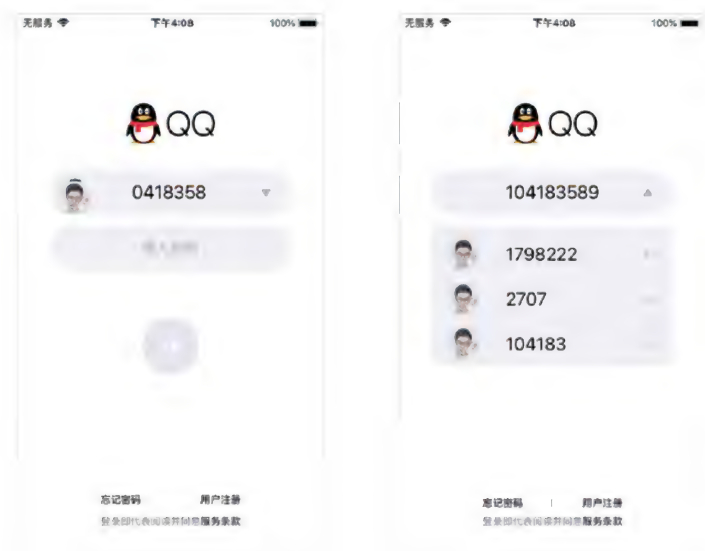 无服务 下午4:08 100%
QQ
0418358
忘记密码 用户注册
登录即代表阅读并同意服务条款
无服务 下午4:08 100%
QQ
104183589
1798222
2707
104183
忘记密码 | 用户注册
登录即代表阅读并同意服务条款